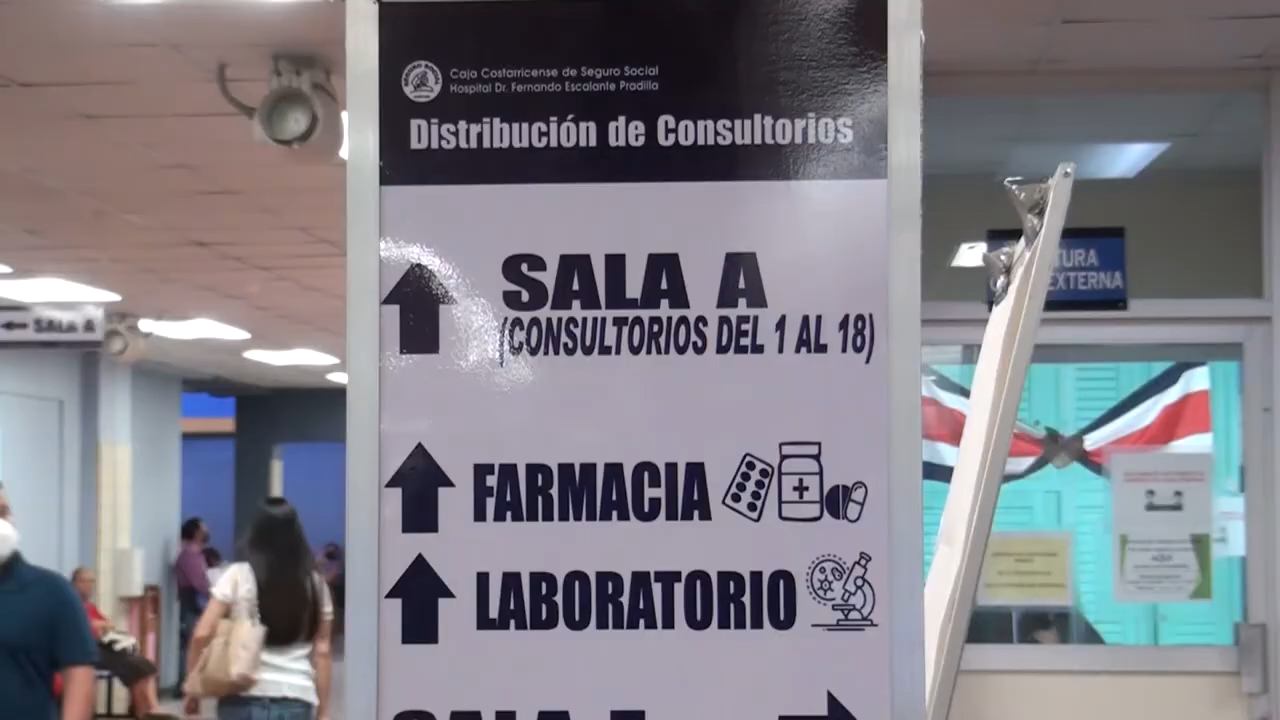 Caja Costarricense de Seguro Social
Hospital Dr. Fernando Escalante Pradilla
Distribución de Consultorios
SALA A
(CONSULTORIOS DEL 1 AL 18)
FARMACIA
LABORATORIO
SALA A
TURA
EXTERNA